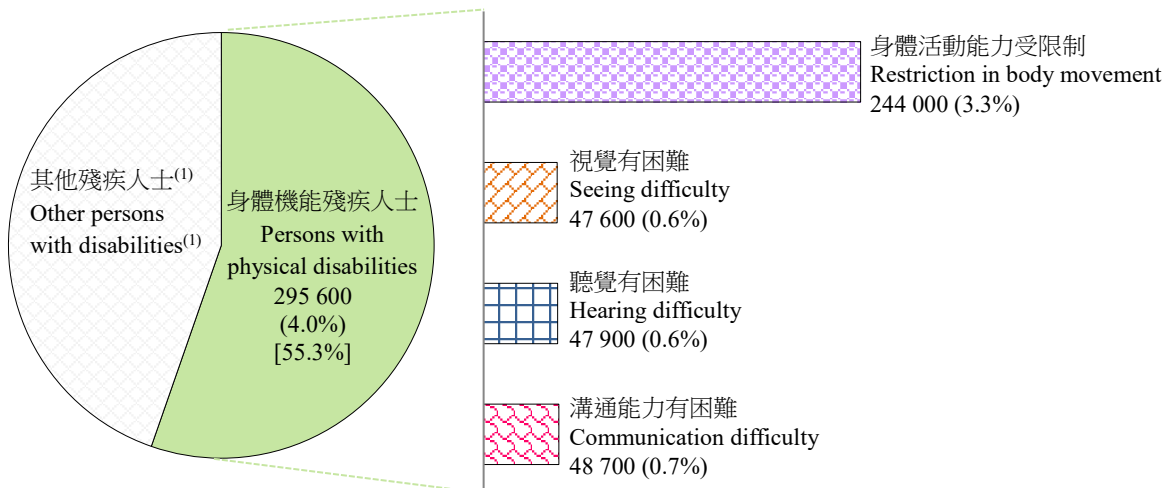 其他殘疾人士(1)
Other persons
with disabilities(1)
身體機能殘疾人士
Persons with
physical disabilities
295 600
(4.0%)
[55.3%]
身體活動能力受限制
Restriction in body movement
244 000 (3.3%)
視覺有困難
Seeing difficulty
47 600 (0.6%)
聽覺有困難
Hearing difficulty
47 900 (0.6%)
溝通能力有困難
Communication difficulty
48 700 (0.7%)